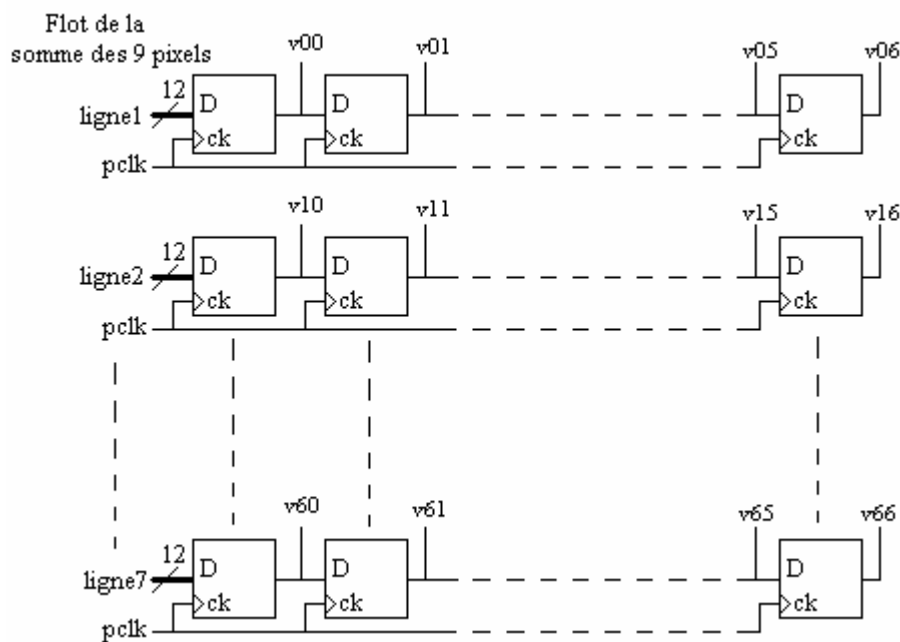 Flot de la
somme des 9 pixels
v00 v01 v05 v06
12
ligne1 D D D
ck ck ck
pclk
v10 v11 v15 v16
12
ligne2 D D D
ck ck ck
pclk
v60 v61 v65 v66
12
ligne7 D D D
ck ck ck
pclk